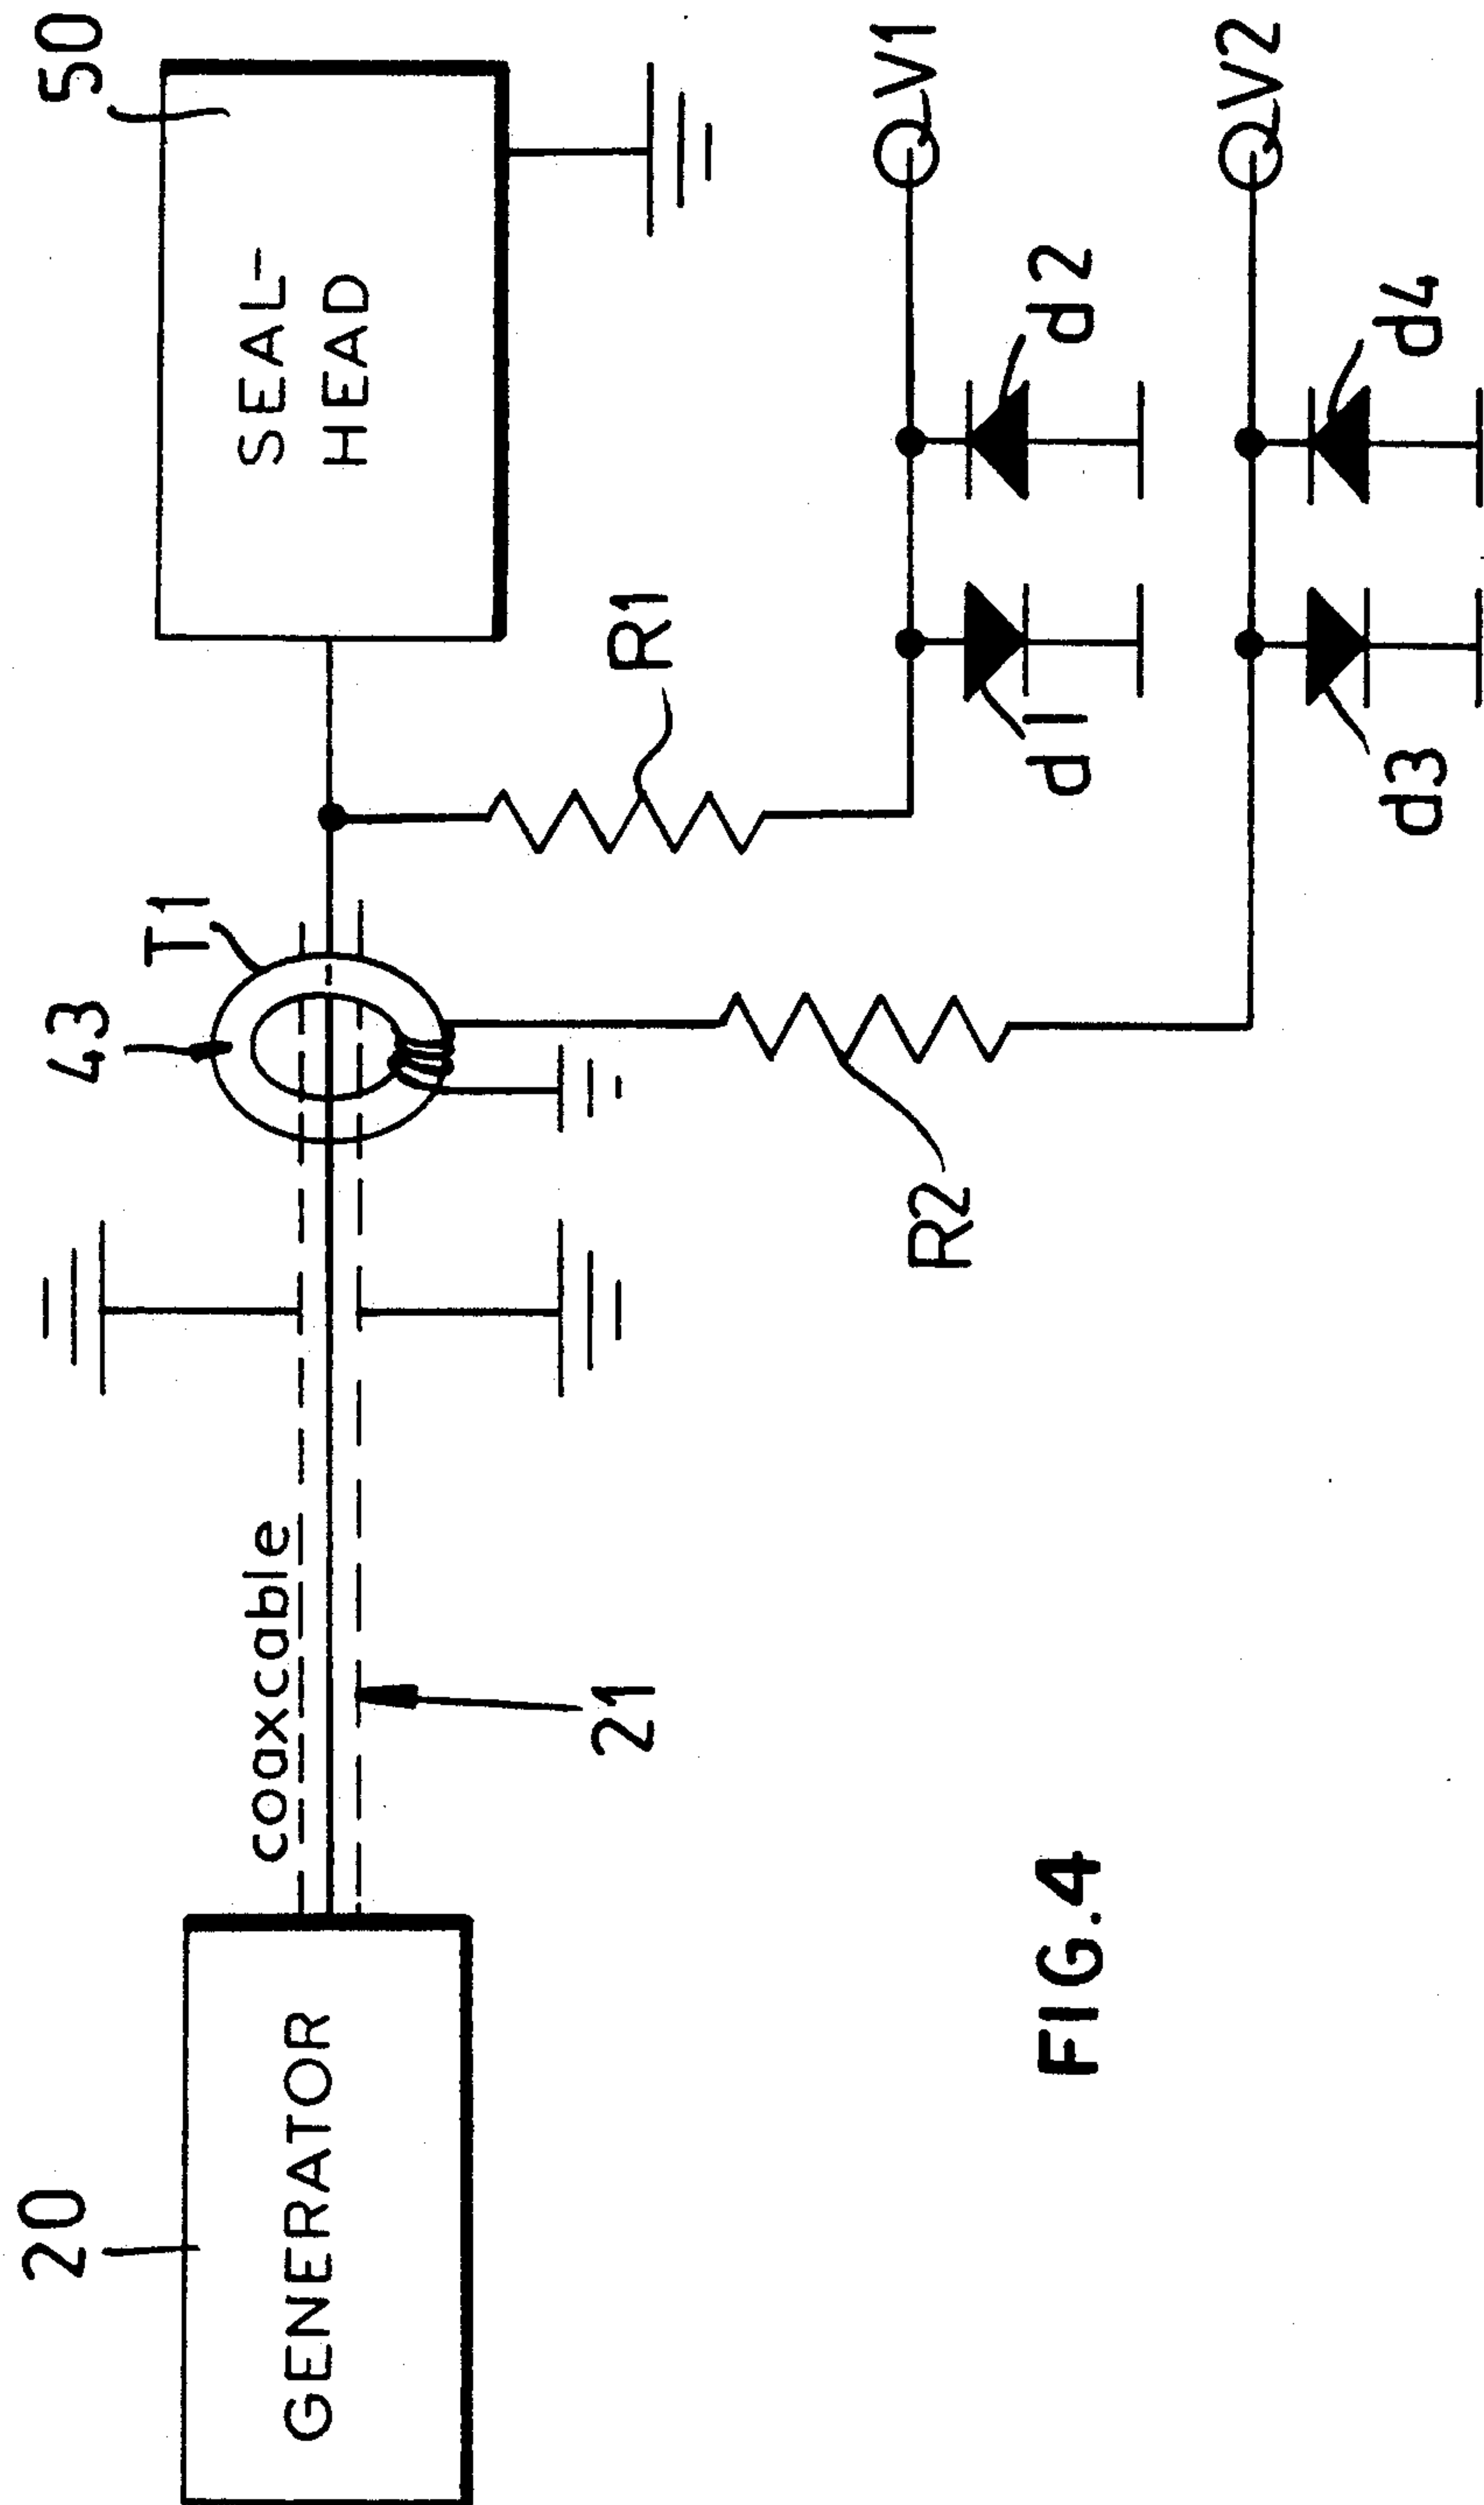 20
43
50
T1
coaxcable
SEAL-
HEAD
GENERATOR
21
R1
V1
R2
d1
d2
FIG.4
V2
d3
d4